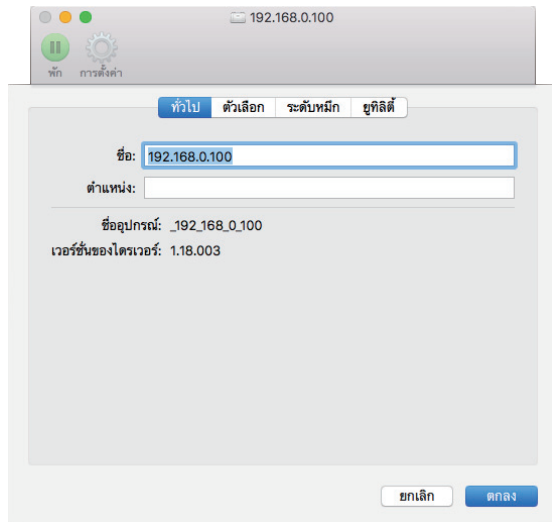 192.168.0.100
พัก การตั้งค่า
ทั่วไป ตัวเลือก ระดับหมึก ยูทิลิตี้
ชื่อ: 192.168.0.100
ตำแหน่ง:
ชื่ออุปกรณ์: _192_168_0_100
เวอร์ชั่นของไดรเวอร์: 1.18.003
ยกเลิก ตกลง